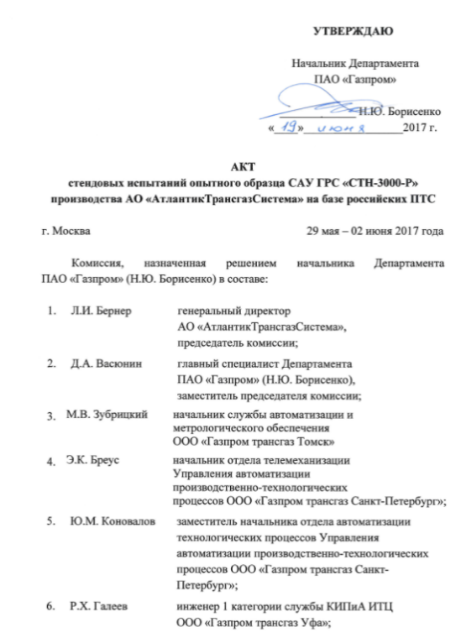 УТВЕРЖДАЮ
Начальник Департамента
ПАО «Газпром»
Н.Ю. Борисенко
«19» июня 2017 г.
АКТ
стендовых испытаний опытного образца САУ ГРС «СТН-3000-Р»
производства АО «АтлантикТрансгазСистема» на базе российских ПТС
г. Москва 29 мая – 02 июня 2017 года
Комиссия, назначенная решением начальника Департамента
ПАО «Газпром» (Н.Ю. Борисенко) в составе:
1. Л.И. Бернер генеральный директор
АО «АтлантикТрансгазСистема»,
председатель комиссии;
2. Д.А. Васюнин главный специалист Департамента
ПАО «Газпром» (Н.Ю. Борисенко),
заместитель председателя комиссии;
3. М.В. Зубрицкий начальник службы автоматизации и
метрологического обеспечения
ООО «Газпром трансгаз Томск»
4. Э.К. Бреус начальник отдела телемеханизации
Управления автоматизации
производственно-технологических
процессов ООО «Газпром трансгаз Санкт-Петербург»;
5. Ю.М. Коновалов заместитель начальника отдела автоматизации
технологических процессов Управления
автоматизации производственно-технологических
процессов ООО «Газпром трансгаз Санкт-
Петербург»;
6. Р.Х. Галеев инженер 1 категории службы КИПиА ИТЦ
ООО «Газпром трансгаз Уфа»;